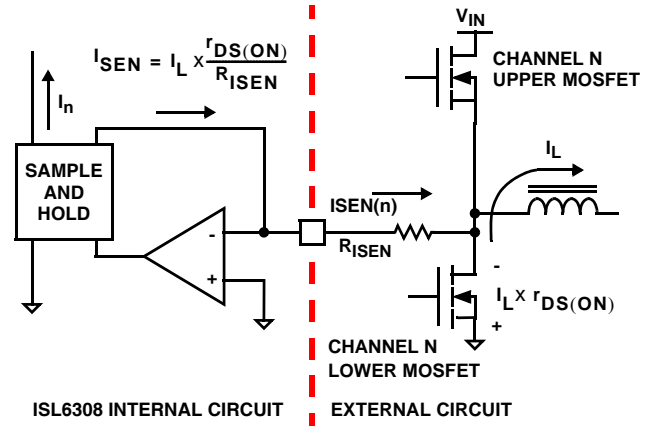 I_SEN = I_L x r_DS(ON) / R_ISEN
I_n
SAMPLE
AND
HOLD
-
+
ISEN(n)
R_ISEN
V_IN
CHANNEL N
UPPER MOSFET
I_L
-
I_L x r_DS(ON)
+
CHANNEL N
LOWER MOSFET
ISL6308 INTERNAL CIRCUIT
EXTERNAL CIRCUIT